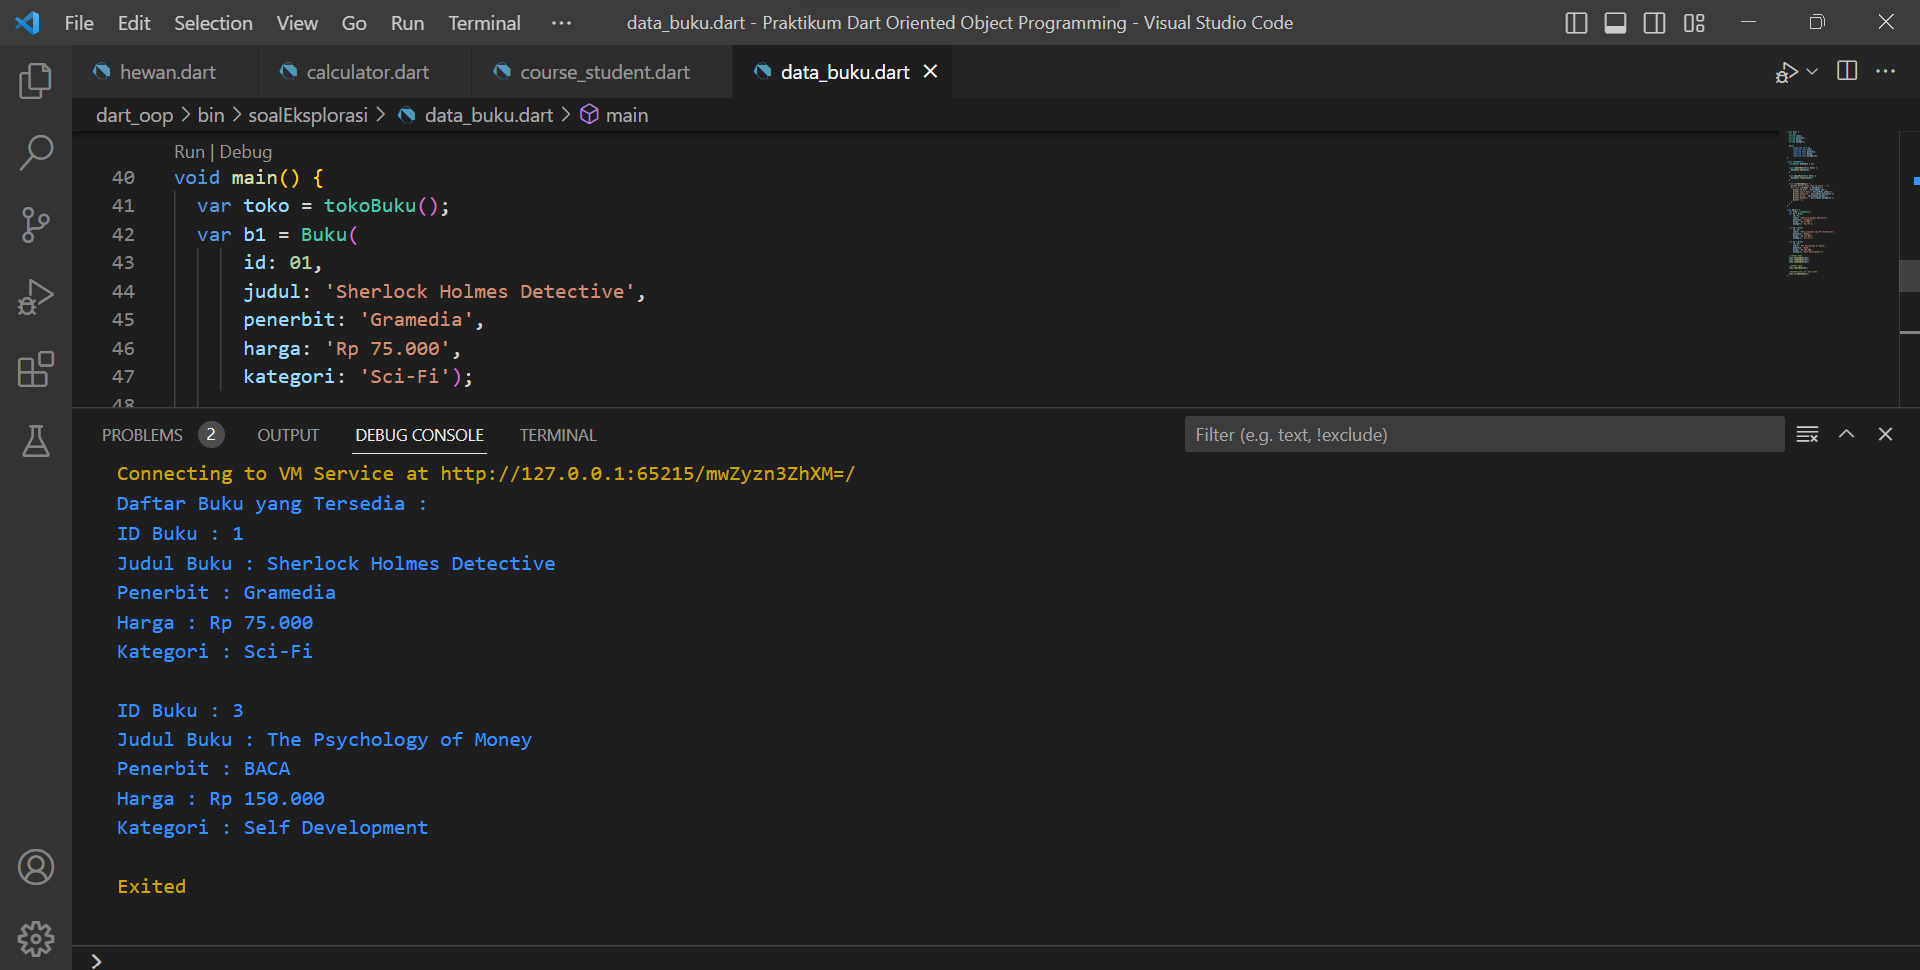 File Edit Selection View Go Run Terminal ··· data_buku.dart - Praktikum Dart Oriented Object Programming - Visual Studio Code
hewan.dart calculator.dart course_student.dart data_buku.dart
dart_oop > bin > soalEksplorasi > data_buku.dart > main
Run | Debug
40 void main() {
41 var toko = tokoBuku();
42 var b1 = Buku(
43 id: 01,
44 judul: 'Sherlock Holmes Detective',
45 penerbit: 'Gramedia',
46 harga: 'Rp 75.000',
47 kategori: 'Sci-Fi');
48
PROBLEMS 2 OUTPUT DEBUG CONSOLE TERMINAL Filter (e.g. text, !exclude)
Connecting to VM Service at http://127.0.0.1:65215/mwZyzn3ZhXM=/
Daftar Buku yang Tersedia :
ID Buku : 1
Judul Buku : Sherlock Holmes Detective
Penerbit : Gramedia
Harga : Rp 75.000
Kategori : Sci-Fi
ID Buku : 3
Judul Buku : The Psychology of Money
Penerbit : BACA
Harga : Rp 150.000
Kategori : Self Development
Exited
>